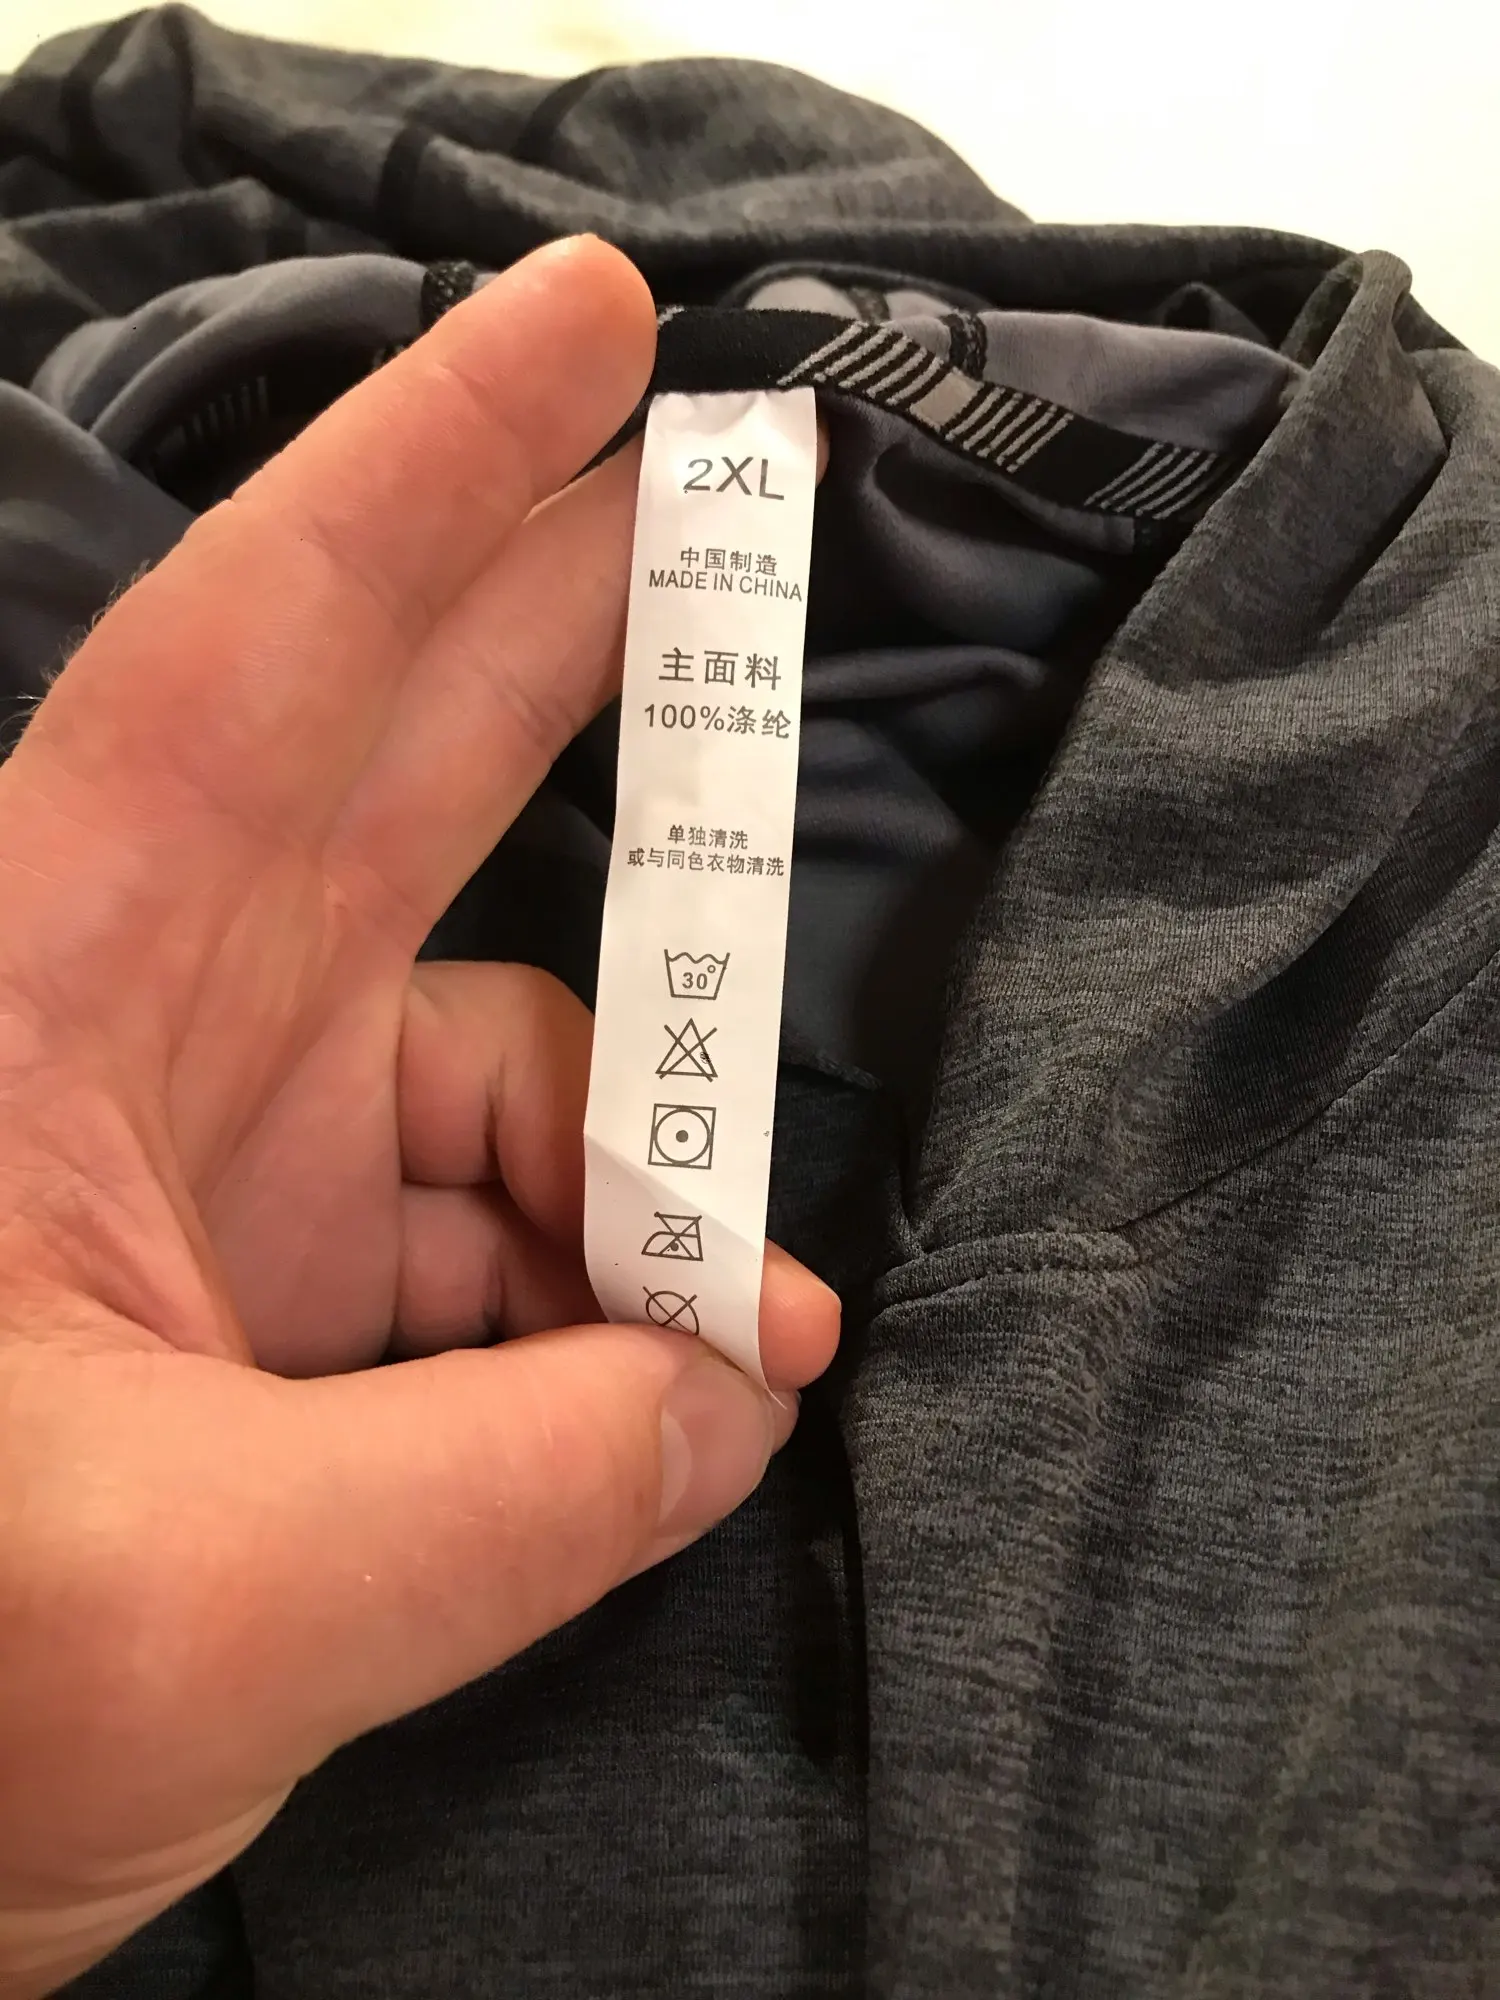 2XL
中国制造
MADE IN CHINA
主面料
100%涤纶
单独清洗
或与同色衣物清洗
30°